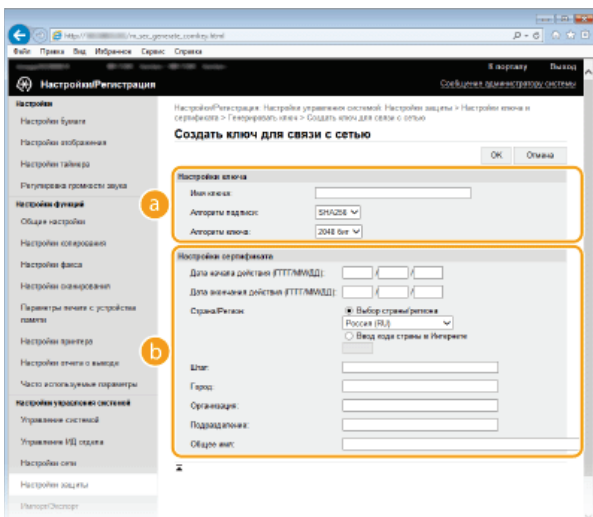 http://
/rs_sec_generate_comkey.html
Файл Правка Вид Избранное Сервис Справка
К порталу Выход
Настройки/Регистрация
Сообщение администратору системы
Настройки
Настройки бумаги
Настройки отображения
Настройки таймера
Регулировка громкости звука
Настройки функций
Общие настройки
Настройки копирования
Настройки факса
Настройки сканирования
Параметры печати с устройства памяти
Настройки принтера
Настройки отчета о выводе
Часто используемые параметры
Настройки управления системой
Управление системой
Управление ИД отдела
Настройки сети
Настройки защиты
Импорт/Экспорт
Настройки/Регистрация: Настройки управления системой: Настройки защиты > Настройки ключа и
сертификата > Генерировать ключ > Создать ключ для связи с сетью
Создать ключ для связи с сетью
OK Отмена
a
Настройки ключа
Имя ключа:
Алгоритм подписи: SHA256
Алгоритм ключа: 2048 бит
b
Настройки сертификата
Дата начала действия (ГГГГ/ММ/ДД): / /
Дата окончания действия (ГГГГ/ММ/ДД): / /
Страна/Регион: Выбор страны/региона
Россия (RU)
Ввод кода страны в Интернете
Штат:
Город:
Организация:
Подразделение:
Общее имя: